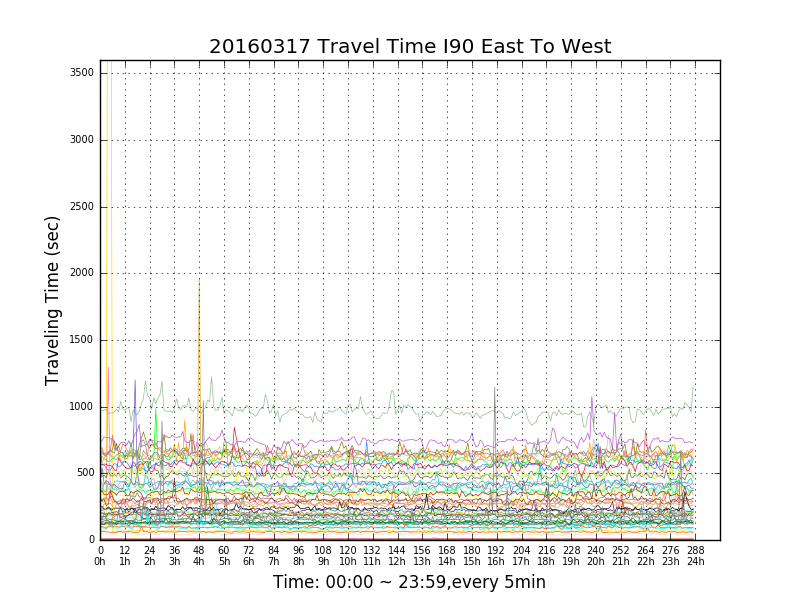 20160317 Travel Time I90 East To West
Traveling Time (sec)
3500
3000
2500
2000
1500
1000
500
0
0 12 24 36 48 60 72 84 96 108 120 132 144 156 168 180 192 204 216 228 240 252 264 276 288
0h 1h 2h 3h 4h 5h 6h 7h 8h 9h 10h 11h 12h 13h 14h 15h 16h 17h 18h 19h 20h 21h 22h 23h 24h
Time: 00:00 ~ 23:59,every 5min